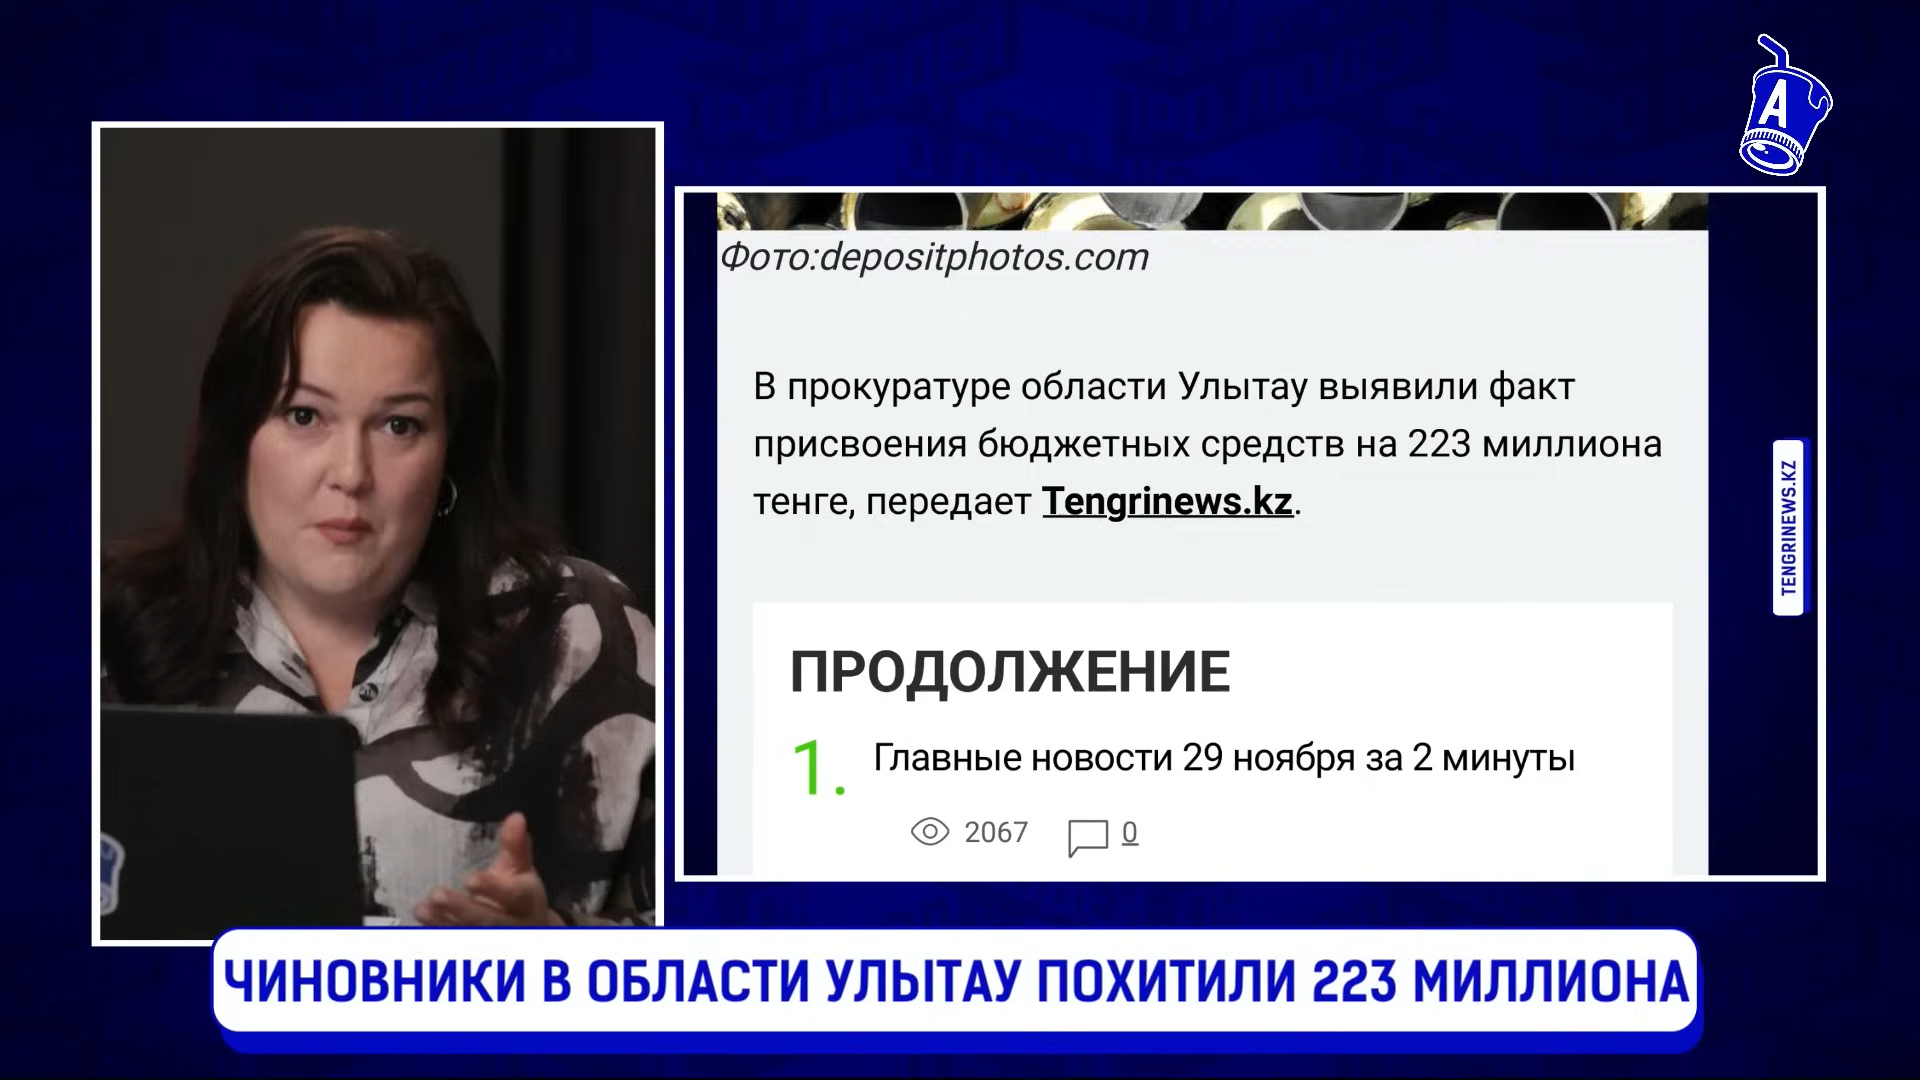 A
Фото:depositphotos.com
В прокуратуре области Улытау выявили факт
присвоения бюджетных средств на 223 миллиона
тенге, передает Tengrinews.kz.
ПРОДОЛЖЕНИЕ
1. Главные новости 29 ноября за 2 минуты
2067 0
TENGRINEWS.KZ
ЧИНОВНИКИ В ОБЛАСТИ УЛЫТАУ ПОХИТИЛИ 223 МИЛЛИОНА